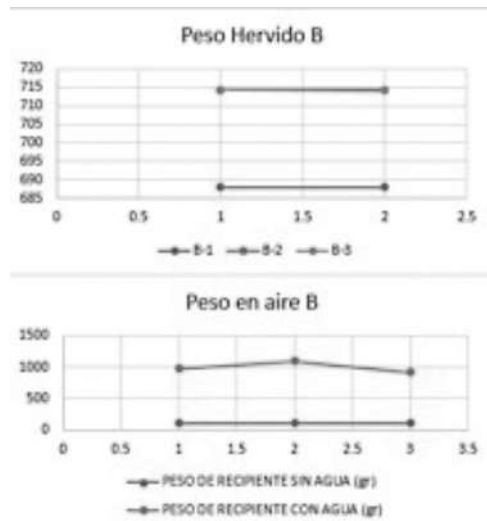 Peso Hervido B
720
715
710
705
700
695
690
685
0 0.5 1 1.5 2 2.5
B-1 B-2 B-3
Peso en aire B
1500
1000
500
0
0 0.5 1 1.5 2 2.5 3 3.5
PESO DE RECIPIENTE SIN AGUA (gr)
PESO DE RECIPIENTE CON AGUA (gr)